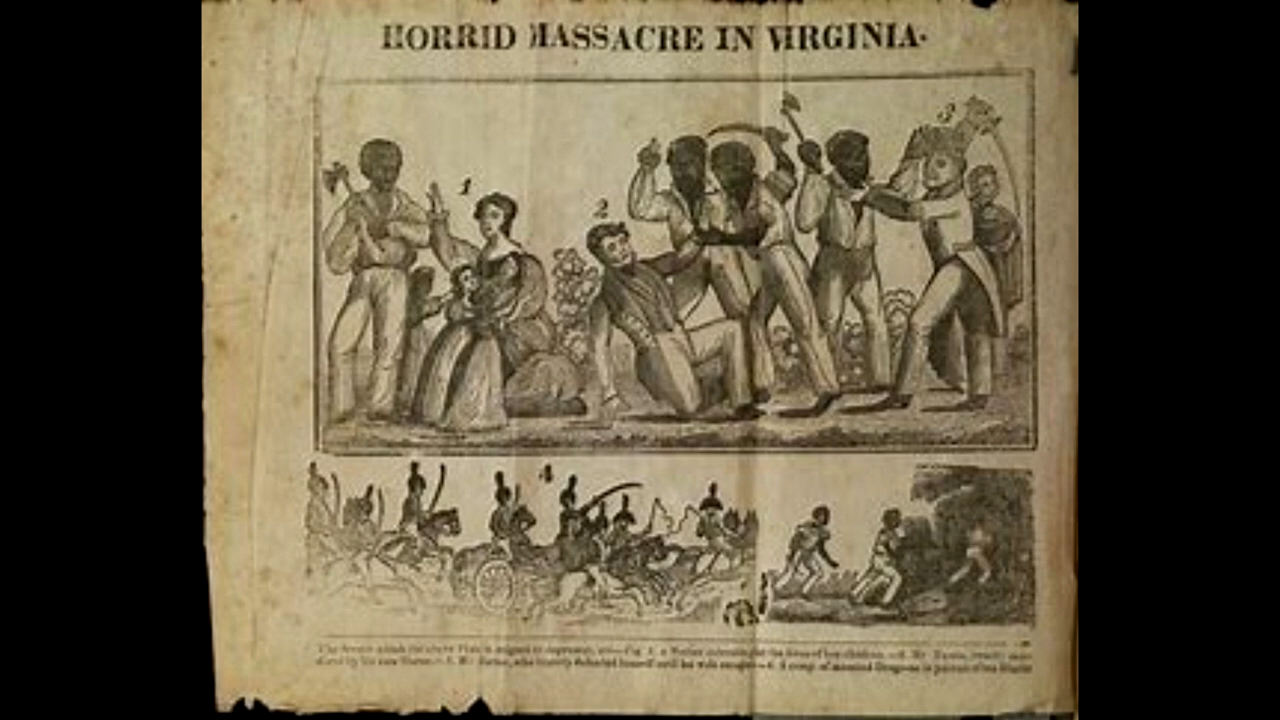 HORRID MASSACRE IN VIRGINIA.
1
2
3
4
The Scenes which the above Plate is designed to represent, are—Fig. 1. a Mother intreating for the lives of her children.—2. Mr. Travis, cruelly mur-
dered by his own Slaves.—3. Mr. Barrow, who bravely defended himself until his wife escaped.—4. A comp. of mounted Dragoons in pursuit of the Blacks.